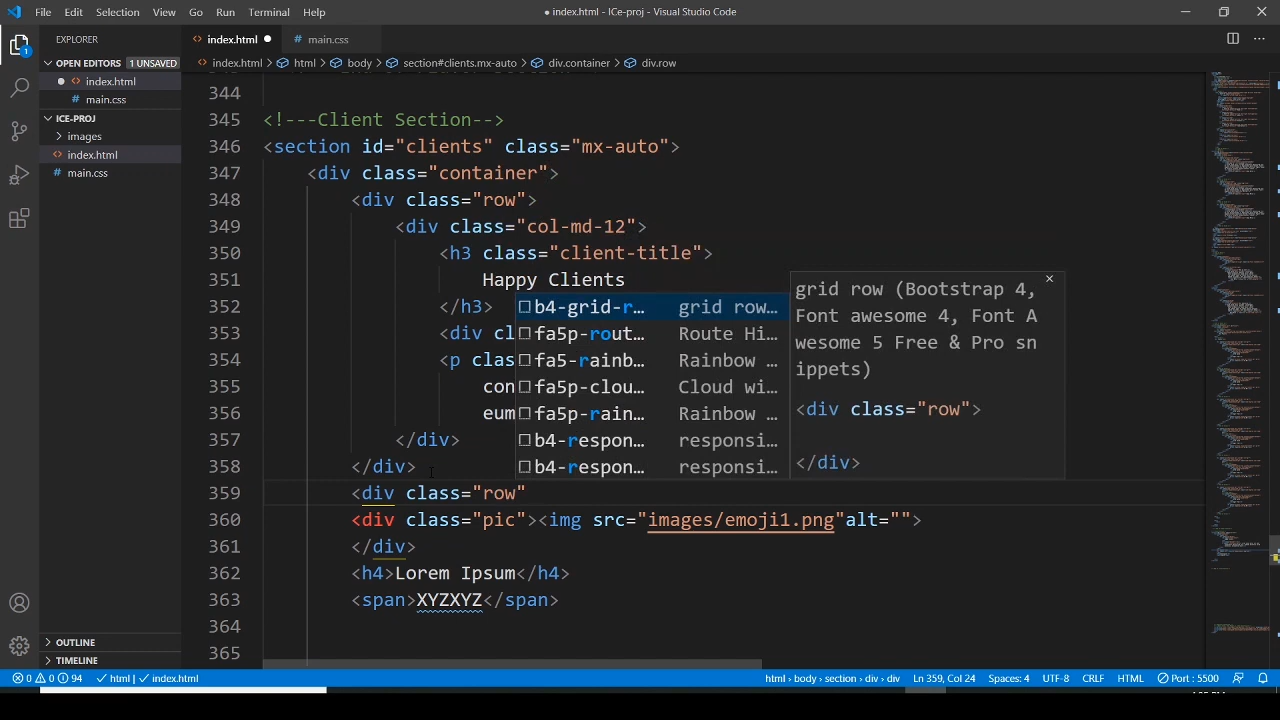 File Edit Selection View Go Run Terminal Help
● index.html - ICe-proj - Visual Studio Code
EXPLORER
index.html ●
main.css
OPEN EDITORS 1 UNSAVED
index.html > html > body > section#clients.mx-auto > div.container > div.row
index.html
main.css
ICE-PROJ
images
index.html
main.css
344
345 <!---Client Section-->
346 <section id="clients" class="mx-auto">
347 <div class="container">
348 <div class="row">
349 <div class="col-md-12">
350 <h3 class="client-title">
351 Happy Clients
352 </h3>
353 <div cl
354 <p clas
355 con
356 eum
357 </div>
358 </div>
359 <div class="row"
360 <div class="pic"><img src="images/emoji1.png"alt="">
361 </div>
362 <h4>Lorem Ipsum</h4>
363 <span>XYZXYZ</span>
364
365
b4-grid-r… grid row…
fa5p-rout… Route Hi…
fa5-rainb… Rainbow …
fa5p-clou… Cloud wi…
fa5p-rain… Rainbow …
b4-respon… responsi…
b4-respon… responsi…
grid row (Bootstrap 4,
Font awesome 4, Font A
wesome 5 Free & Pro sn
ippets)
<div class="row">
</div>
OUTLINE
TIMELINE
0 0 94 html | index.html
html > body > section > div > div Ln 359, Col 24 Spaces: 4 UTF-8 CRLF HTML Port : 5500